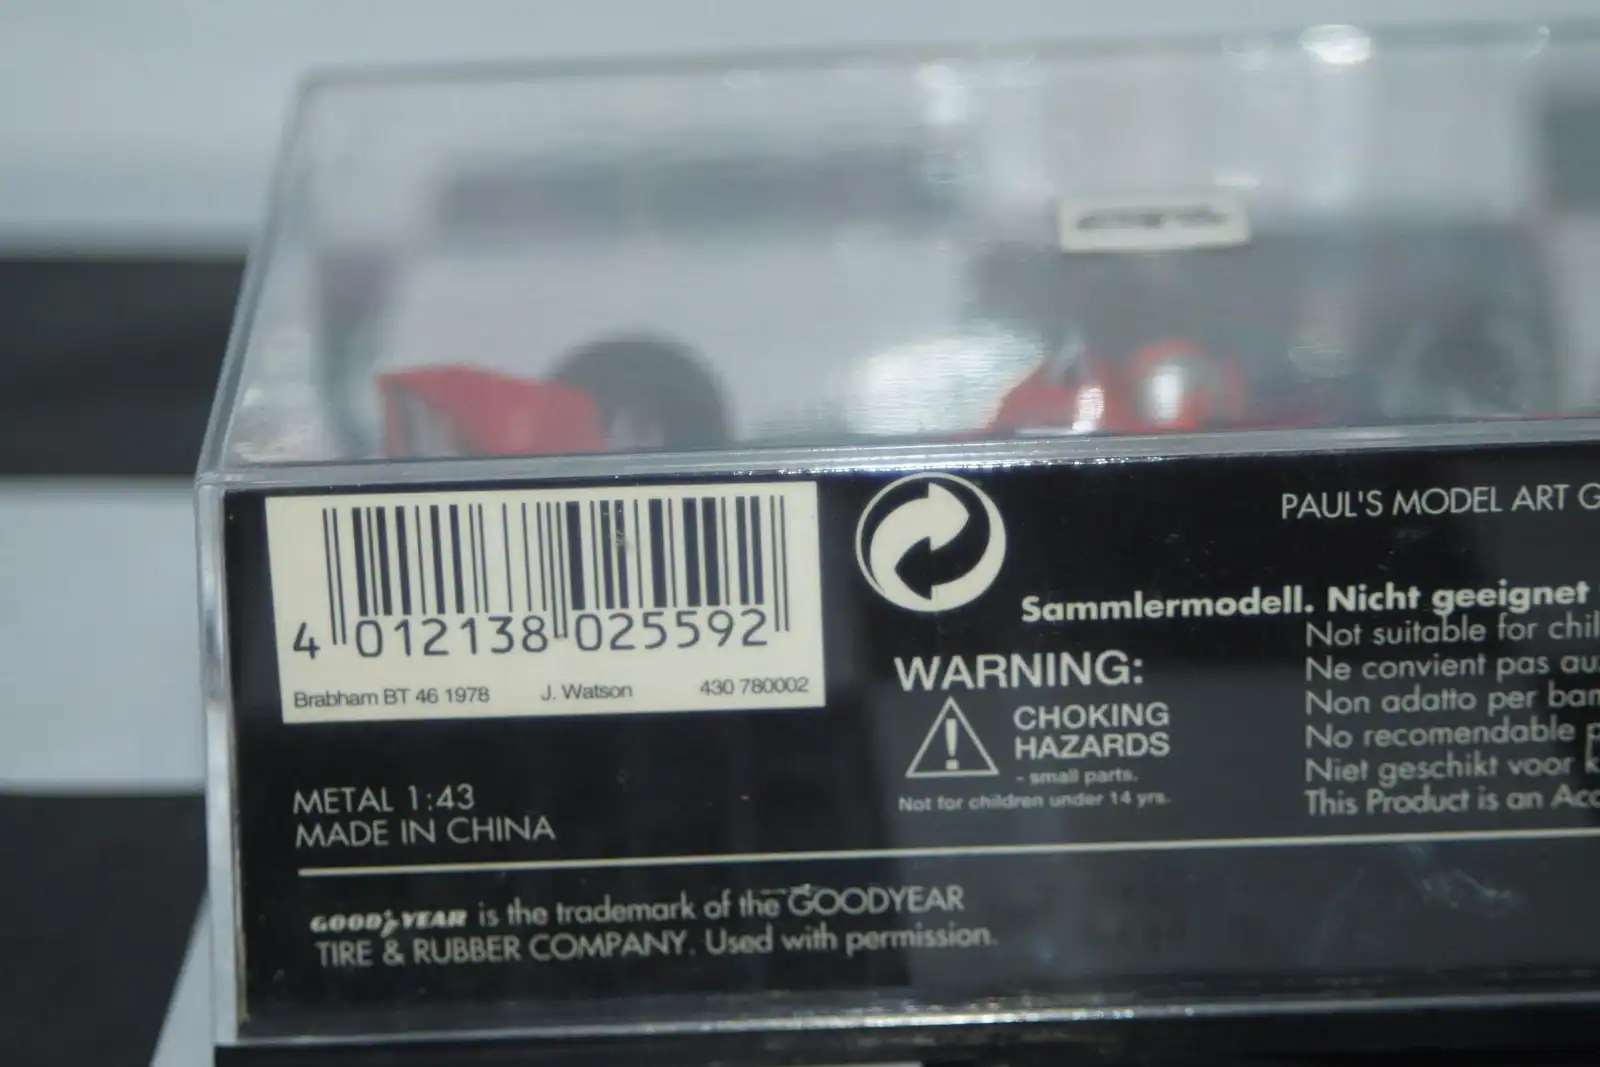 4 012138 025592
Brabham BT 46 1978 J. Watson 430 780002
METAL 1:43
MADE IN CHINA
GOODYEAR is the trademark of the GOODYEAR
TIRE & RUBBER COMPANY. Used with permission.
WARNING:
CHOKING
HAZARDS
- small parts.
Not for children under 14 yrs.
PAUL'S MODEL ART G
Sammlermodell. Nicht geeignet
Not suitable for chil
Ne convient pas au
Non adatto per bam
No recomendable p
Niet geschikt voor k
This Product is an Ac